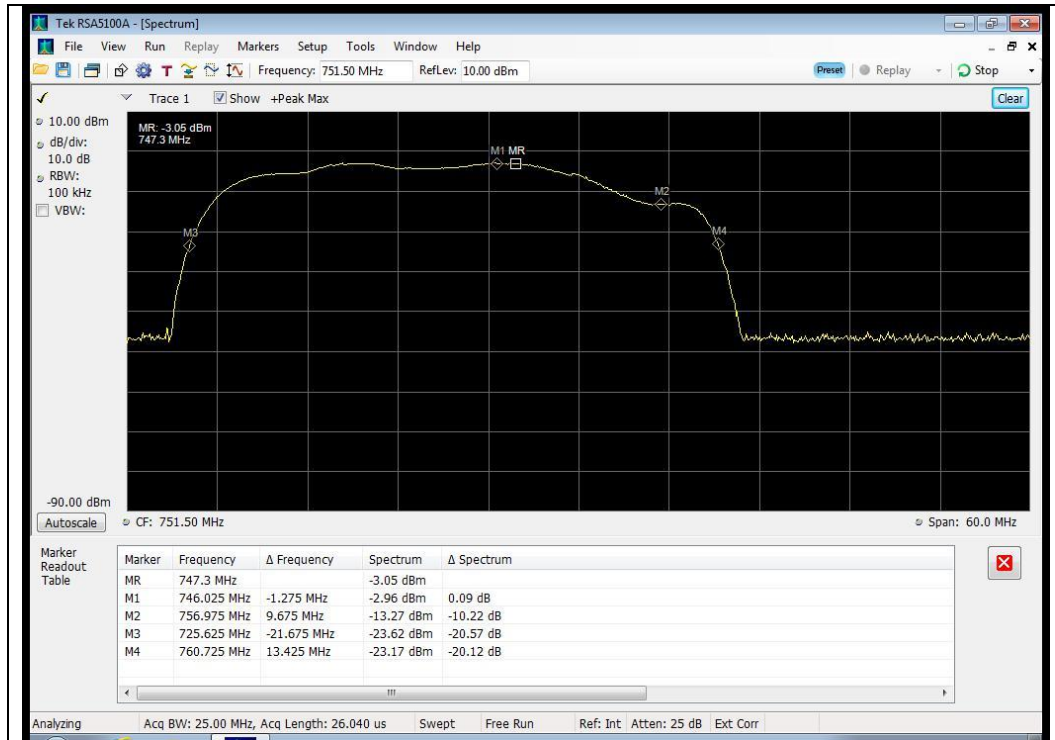 Tek RSA5100A - [Spectrum]
File View Run Replay Markers Setup Tools Window Help
T Frequency: 751.50 MHz RefLev: 10.00 dBm Preset Replay Stop
Trace 1 Show +Peak Max Clear
10.00 dBm
dB/div:
10.0 dB
RBW:
100 kHz
VBW:
MR: -3.05 dBm
747.3 MHz
M1 MR
M2
M3
M4
-90.00 dBm
Autoscale CF: 751.50 MHz Span: 60.0 MHz
Marker
Readout
Table
Marker Frequency Δ Frequency Spectrum Δ Spectrum
MR 747.3 MHz -3.05 dBm
M1 746.025 MHz -1.275 MHz -2.96 dBm 0.09 dB
M2 756.975 MHz 9.675 MHz -13.27 dBm -10.22 dB
M3 725.625 MHz -21.675 MHz -23.62 dBm -20.57 dB
M4 760.725 MHz 13.425 MHz -23.17 dBm -20.12 dB
Analyzing Acq BW: 25.00 MHz, Acq Length: 26.040 us Swept Free Run Ref: Int Atten: 25 dB Ext Corr